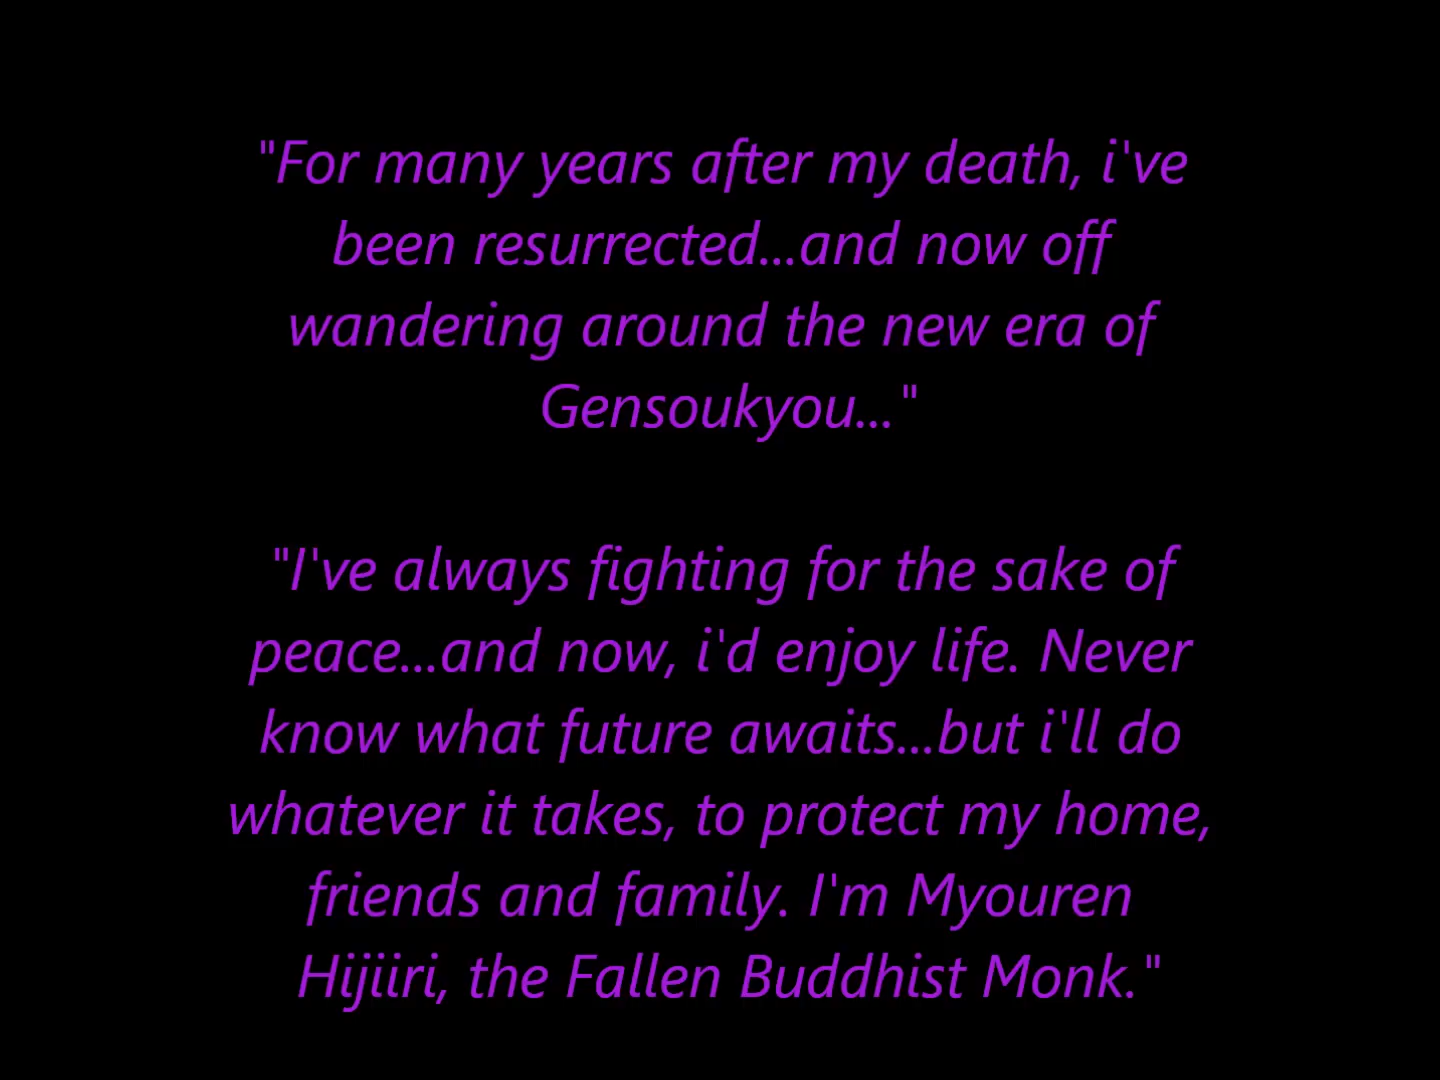 "For many years after my death, i've
been resurrected...and now off
wandering around the new era of
Gensoukyou..."
"I've always fighting for the sake of
peace...and now, i'd enjoy life. Never
know what future awaits...but i'll do
whatever it takes, to protect my home,
friends and family. I'm Myouren
Hijiiri, the Fallen Buddhist Monk."